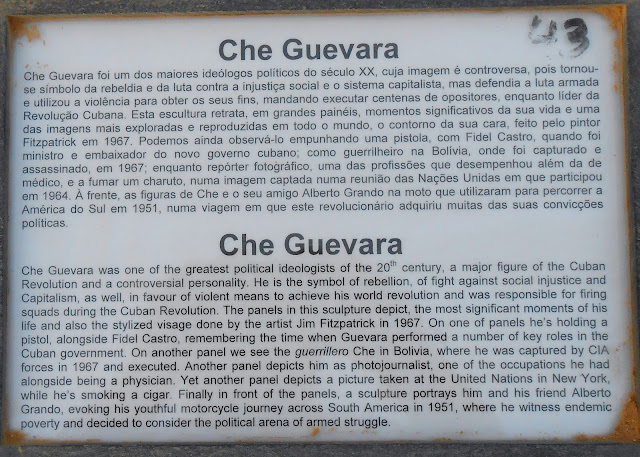 43
Che Guevara
Che Guevara foi um dos maiores ideólogos políticos do século XX, cuja imagem é controversa, pois tornou-
se símbolo da rebeldia e da luta contra a injustiça social e o sistema capitalista, mas defendia a luta armada
e utilizou a violência para obter os seus fins, mandando executar centenas de opositores, enquanto líder da
Revolução Cubana. Esta escultura retrata, em grandes painéis, momentos significativos da sua vida e uma
das imagens mais exploradas e reproduzidas em todo o mundo, o contorno da sua cara, feito pelo pintor
Fitzpatrick em 1967. Podemos ainda observá-lo empunhando uma pistola, com Fidel Castro, quando foi
ministro e embaixador do novo governo cubano; como guerrilheiro na Bolívia, onde foi capturado e
assassinado, em 1967; enquanto repórter fotográfico, uma das profissões que desempenhou além da de
médico, e a fumar um charuto, numa imagem captada numa reunião das Nações Unidas em que participou
em 1964. À frente, as figuras de Che e o seu amigo Alberto Grando na moto que utilizaram para percorrer a
América do Sul em 1951, numa viagem em que este revolucionário adquiriu muitas das suas convicções
políticas.
Che Guevara
Che Guevara was one of the greatest political ideologists of the 20th century, a major figure of the Cuban
Revolution and a controversial personality. He is the symbol of rebellion, of fight against social injustice and
Capitalism, as well, in favour of violent means to achieve his world revolution and was responsible for firing
squads during the Cuban Revolution. The panels in this sculpture depict, the most significant moments of his
life and also the stylized visage done by the artist Jim Fitzpatrick in 1967. On one of panels he's holding a
pistol, alongside Fidel Castro, remembering the time when Guevara performed a number of key roles in the
Cuban government. On another panel we see the guerrillero Che in Bolivia, where he was captured by CIA
forces in 1967 and executed. Another panel depicts him as photojournalist, one of the occupations he had
alongside being a physician. Yet another panel depicts a picture taken at the United Nations in New York,
while he's smoking a cigar. Finally in front of the panels, a sculpture portrays him and his friend Alberto
Grando, evoking his youthful motorcycle journey across South America in 1951, where he witness endemic
poverty and decided to consider the political arena of armed struggle.